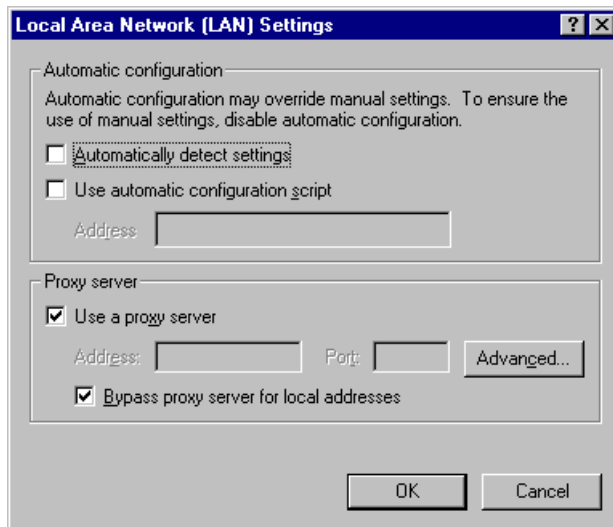 Local Area Network (LAN) Settings
Automatic configuration
Automatic configuration may override manual settings. To ensure the
use of manual settings, disable automatic configuration.
Automatically detect settings
Use automatic configuration script
Address
Proxy server
Use a proxy server
Address:
Port:
Advanced...
Bypass proxy server for local addresses
OK
Cancel